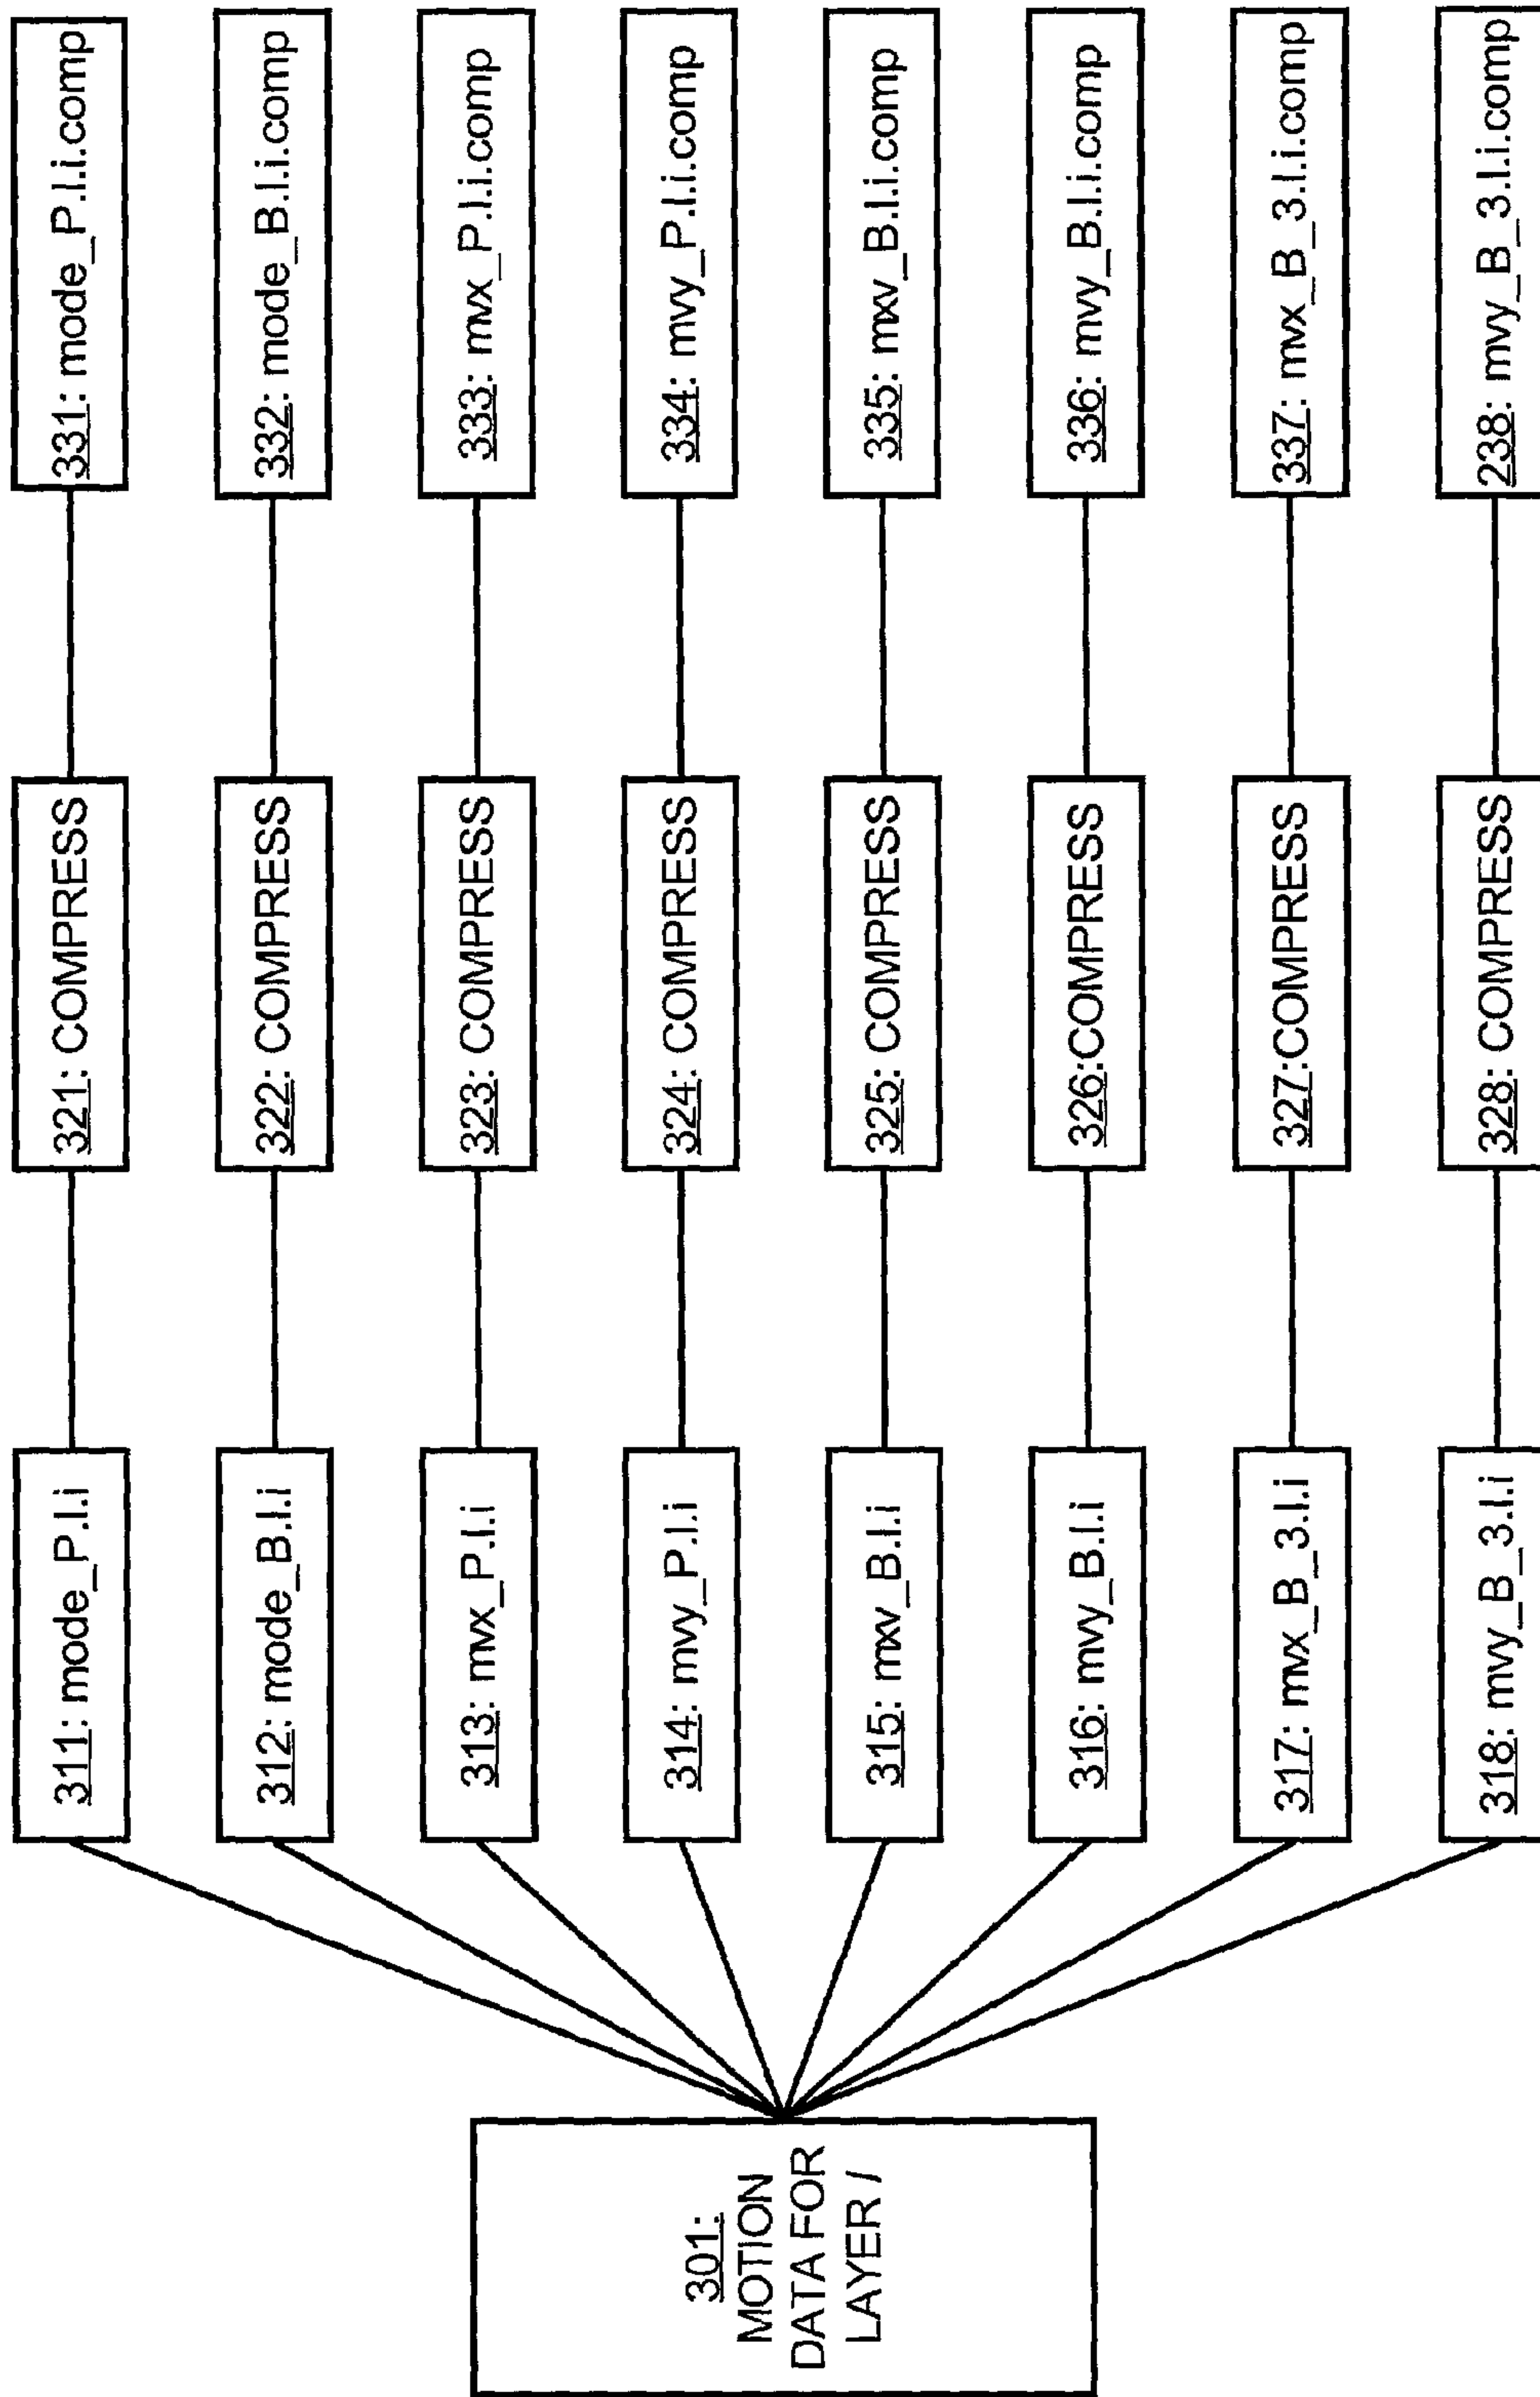 301:
MOTION
DATA FOR
LAYER l
311: mode_P.l.i
321: COMPRESS
331: mode_P.l.i.comp
312: mode_B.l.i
322: COMPRESS
332: mode_B.l.i.comp
313: mvx_P.l.i
323: COMPRESS
333: mvx_P.l.i.comp
314: mvy_P.l.i
324: COMPRESS
334: mvy_P.l.i.comp
315: mxv_B.l.i
325: COMPRESS
335: mxv_B.l.i.comp
316: mvy_B.l.i
326:COMPRESS
336: mvy_B.l.i.comp
317: mvx_B_3.l.i
327:COMPRESS
337: mvx_B_3.l.i.comp
318: mvy_B_3.l.i
328: COMPRESS
238: mvy_B_3.l.i.comp